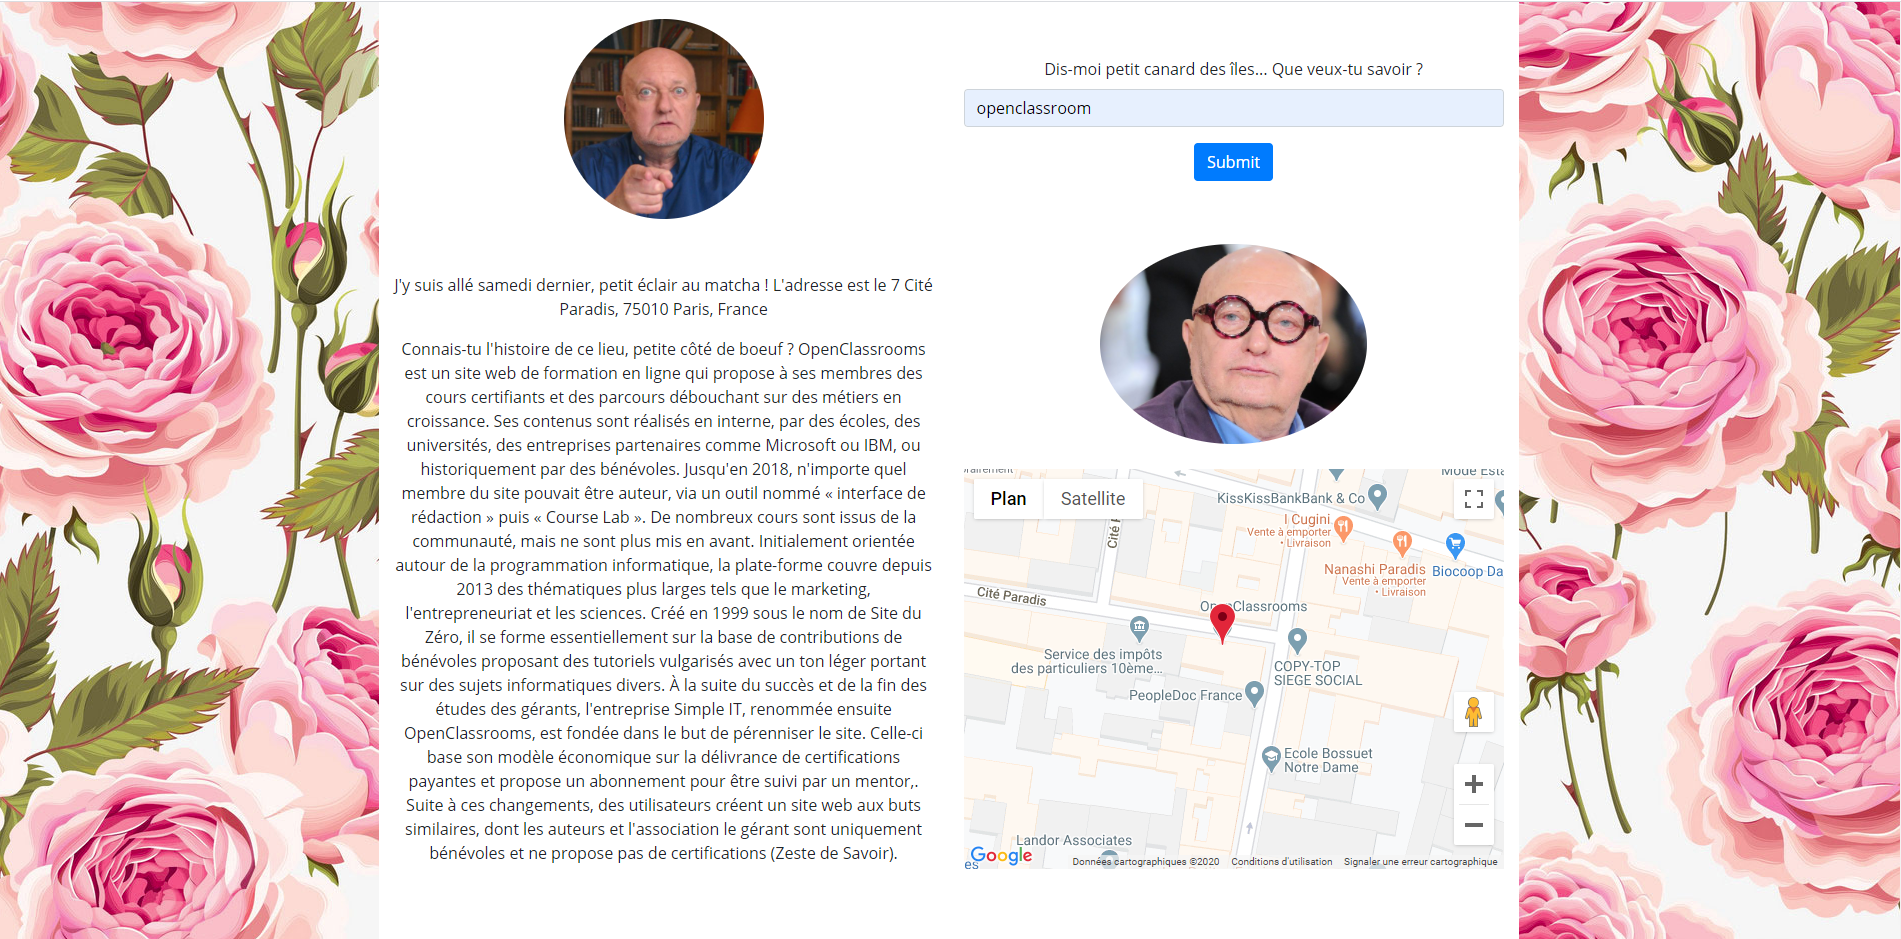 J'y suis allé samedi dernier, petit éclair au matcha ! L'adresse est le 7 Cité
Paradis, 75010 Paris, France
Connais-tu l'histoire de ce lieu, petite côté de boeuf ? OpenClassrooms
est un site web de formation en ligne qui propose à ses membres des
cours certifiants et des parcours débouchant sur des métiers en
croissance. Ses contenus sont réalisés en interne, par des écoles, des
universités, des entreprises partenaires comme Microsoft ou IBM, ou
historiquement par des bénévoles. Jusqu'en 2018, n'importe quel
membre du site pouvait être auteur, via un outil nommé « interface de
rédaction » puis « Course Lab ». De nombreux cours sont issus de la
communauté, mais ne sont plus mis en avant. Initialement orientée
autour de la programmation informatique, la plate-forme couvre depuis
2013 des thématiques plus larges tels que le marketing,
l'entrepreneuriat et les sciences. Créé en 1999 sous le nom de Site du
Zéro, il se forme essentiellement sur la base de contributions de
bénévoles proposant des tutoriels vulgarisés avec un ton léger portant
sur des sujets informatiques divers. À la suite du succès et de la fin des
études des gérants, l'entreprise Simple IT, renommée ensuite
OpenClassrooms, est fondée dans le but de pérenniser le site. Celle-ci
base son modèle économique sur la délivrance de certifications
payantes et propose un abonnement pour être suivi par un mentor,.
Suite à ces changements, des utilisateurs créent un site web aux buts
similaires, dont les auteurs et l'association le gérant sont uniquement
bénévoles et ne propose pas de certifications (Zeste de Savoir).
Dis-moi petit canard des îles... Que veux-tu savoir ?
openclassroom
Submit
Plan
Satellite
Mode Esta
KissKissBankBank & Co
I Cugini
Vente à emporter
• Livraison
Nanashi Paradis
Vente à emporter
• Livraison
Biocoop Da
Cité P
Cité Paradis
OpenClassrooms
Service des impôts
des particuliers 10ème...
COPY-TOP
SIEGE SOCIAL
PeopleDoc France
Ecole Bossuet
Notre Dame
Landor Associates
es
Google
Données cartographiques ©2020
Conditions d'utilisation
Signaler une erreur cartographique